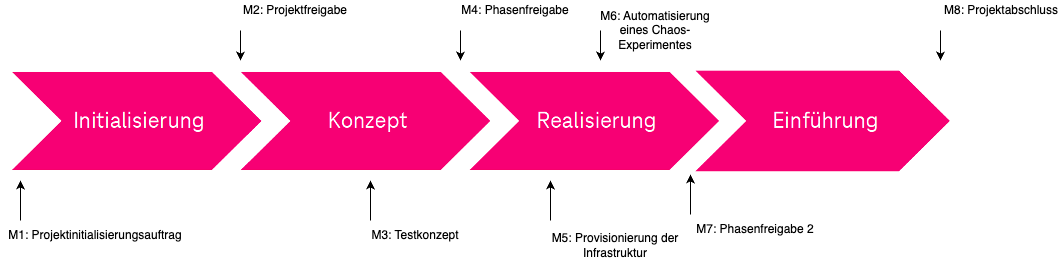 M2: Projektfreigabe
M4: Phasenfreigabe
M6: Automatisierung
eines Chaos-
Experimentes
M8: Projektabschluss
Initialisierung
Konzept
Realisierung
Einführung
M1: Projektinitialisierungsauftrag
M3: Testkonzept
M5: Provisionierung der
Infrastruktur
M7: Phasenfreigabe 2